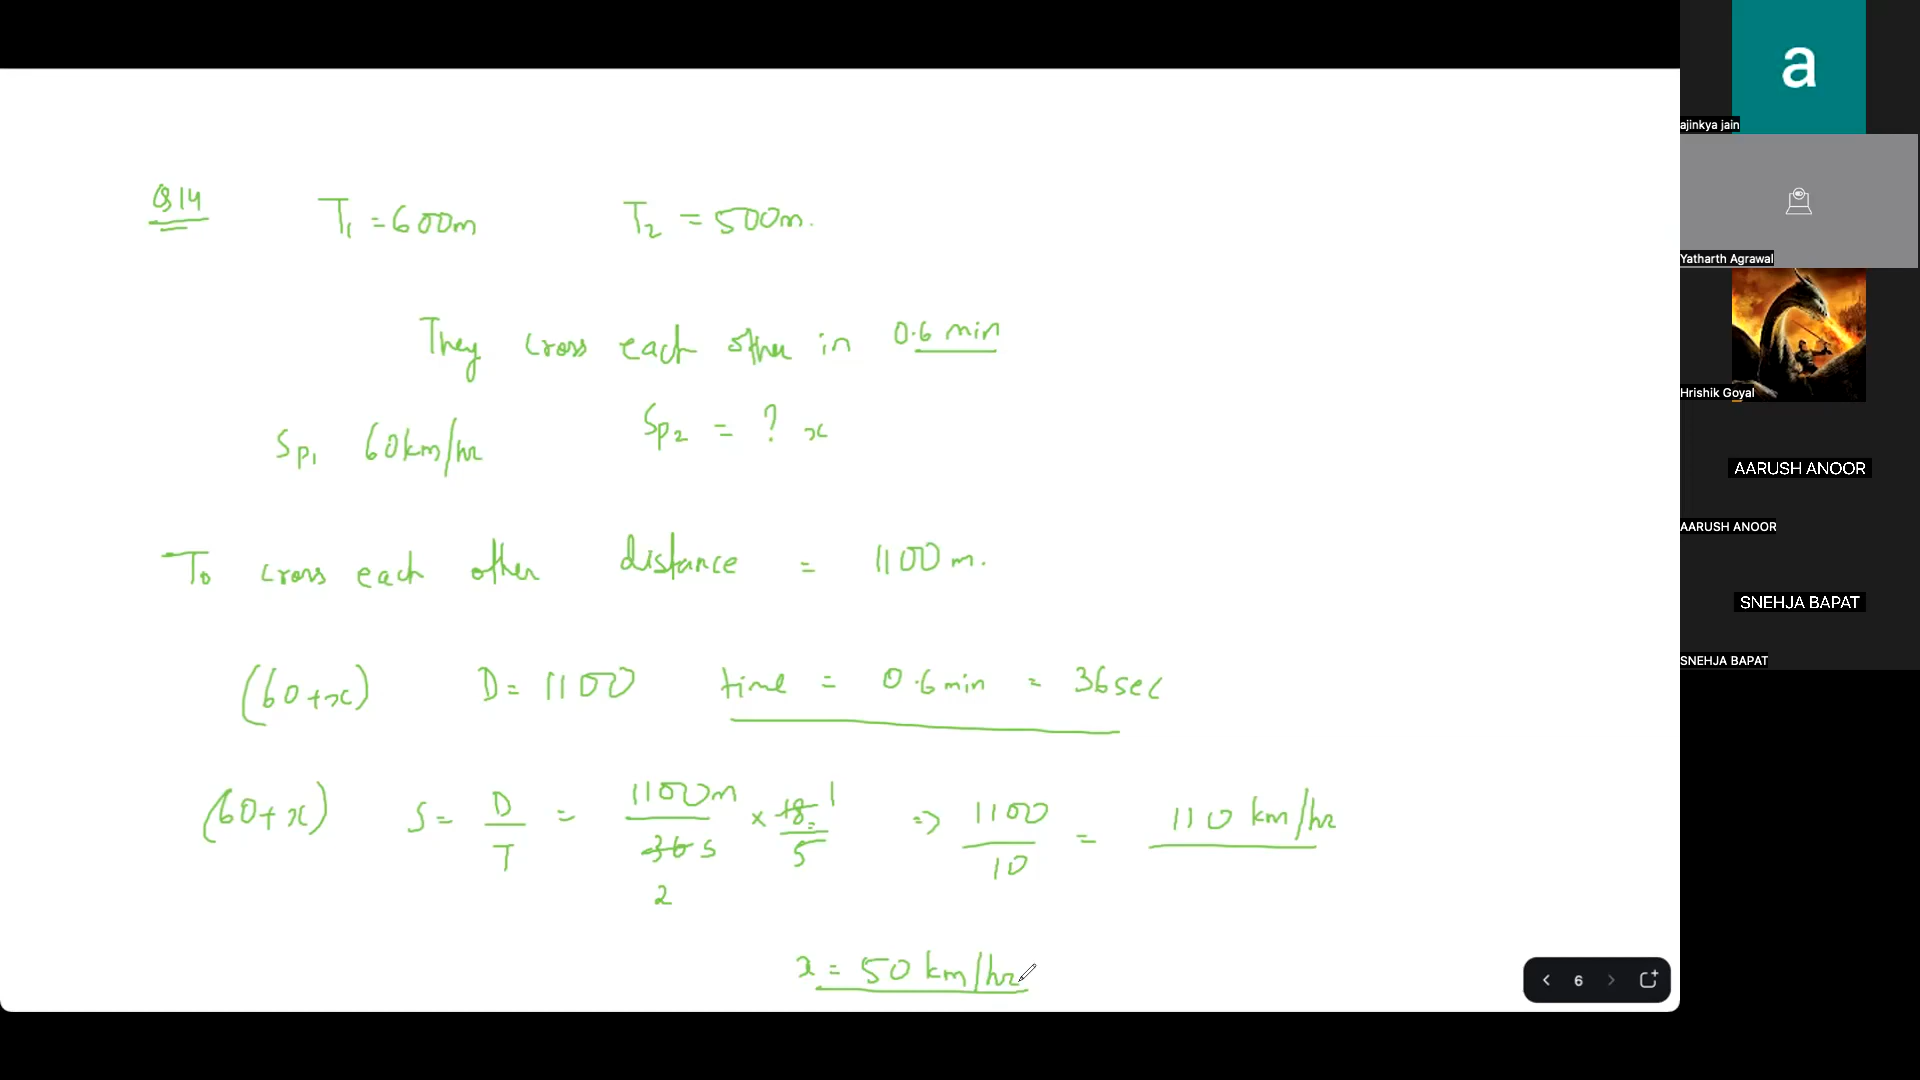 Q14 T₁ = 600m T₂ = 500m.
They cross each other in 0.6 min
Sp₁ 60km/hr Sp₂ = ? x
To cross each other distance = 1100 m.
(60+x) D = 1100 time = 0.6 min = 36 sec
(60+x) S = D/T = 1100m/36 s × 18/5 ⇒ 1100/10 = 110 km/hr
2 1
x = 50 km/hr
6
a
ajinkya jain
Yatharth Agrawal
Hrishik Goyal
AARUSH ANOOR
AARUSH ANOOR
SNEHJA BAPAT
SNEHJA BAPAT